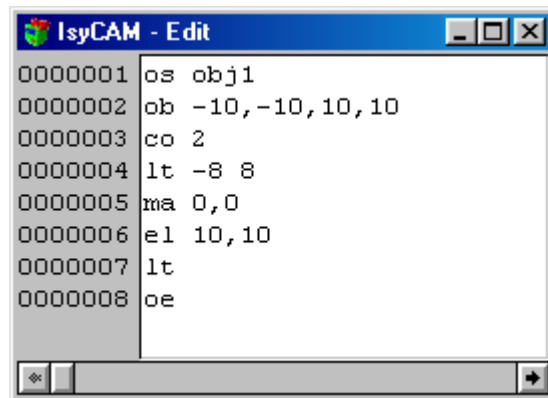 IsyCAM - Edit
0000001 os obj1
0000002 ob -10,-10,10,10
0000003 co 2
0000004 lt -8 8
0000005 ma 0,0
0000006 el 10,10
0000007 lt
0000008 oe